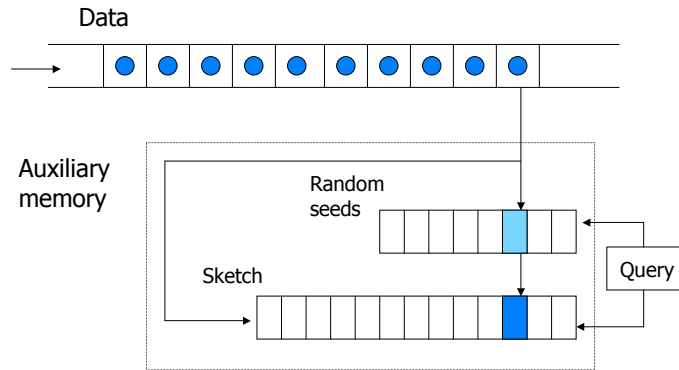 Data
Auxiliary
memory
Random
seeds
Sketch
Query